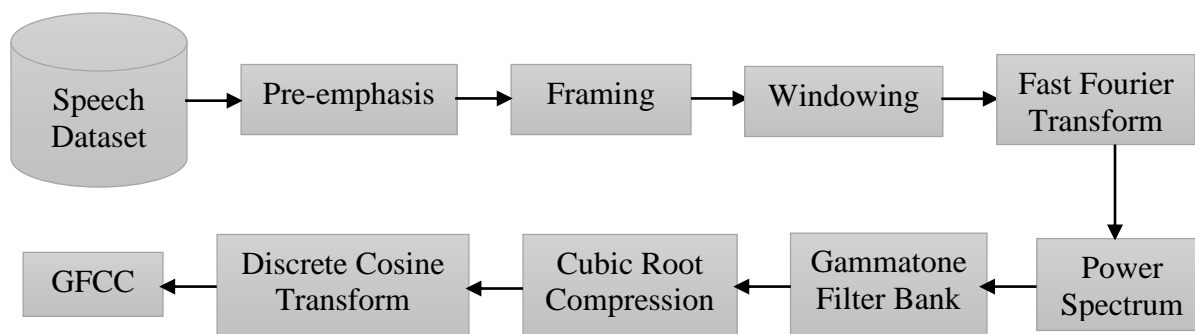 Speech
Dataset
Pre-emphasis
Framing
Windowing
Fast Fourier
Transform
Power
Spectrum
Gammatone
Filter Bank
Cubic Root
Compression
Discrete Cosine
Transform
GFCC